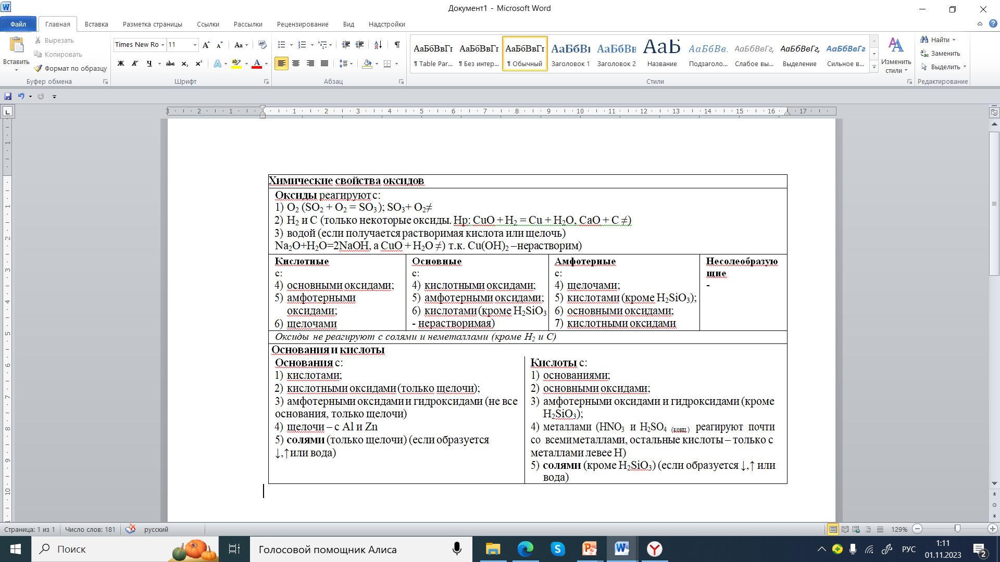 Документ1 - Microsoft Word
Файл Главная Вставка Разметка страницы Ссылки Рассылки Рецензирование Вид Надстройки
Вставить
Вырезать
Копировать
Формат по образцу
Буфер обмена
Times New Ro 11
Ж К Ч abc x₂ x²
Шрифт
Абзац
АаБбВвГг АаБбВвГг АаБбВвГг АаБбВı АаБбВв АаБ АаБбВв. АаБбВвГг, АаБбВвГг, АаБбВвГг
¶ Table Par... ¶ Без интер... ¶ Обычный Заголовок 1 Заголовок 2 Название Подзаголо... Слабое вы... Выделение Сильное в...
Стили
Изменить стили
Найти
Заменить
Выделить
Редактирование
3 2 1 1 2 3 4 5 6 7 8 9 10 11 12 13 14 15 16 17
Химические свойства оксидов
Оксиды реагируют с:
1) O₂ (SO₂ + O₂ = SO₃); SO₃+ O₂≠
2) H₂ и C (только некоторые оксиды. Нр: CuO + H₂ = Cu + H₂O, CaO + C ≠)
3) водой (если получается растворимая кислота или щелочь)
Na₂O+H₂O=2NaOH, а CuO + H₂O ≠) т.к. Cu(OH)₂ –нерастворим)
Кислотные
с:
4) основными оксидами;
5) амфотерными
оксидами;
6) щелочами
Основные
с:
4) кислотными оксидами;
5) амфотерными оксидами;
6) кислотами (кроме H₂SiO₃
- нерастворимая)
Амфотерные
с:
4) щелочами;
5) кислотами (кроме H₂SiO₃);
6) основными оксидами;
7) кислотными оксидами
Несолеобразую
щие
-
Оксиды не реагируют с солями и неметаллами (кроме H₂ и C)
Основания и кислоты
Основания с:
1) кислотами;
2) кислотными оксидами (только щелочи);
3) амфотерными оксидами и гидроксидами (не все
основания, только щелочи)
4) щелочи – с Al и Zn
5) солями (только щелочи) (если образуется
↓,↑или вода)
Кислоты с:
1) основаниями;
2) основными оксидами;
3) амфотерными оксидами и гидроксидами (кроме
H₂SiO₃);
4) металлами (HNO₃ и H₂SO₄ (конц.) реагируют почти
со всеми металлами, остальные кислоты – только с
металлами левее H)
5) солями (кроме H₂SiO₃) (если образуется ↓,↑ или
вода)
Страница: 1 из 1 Число слов: 181 русский 129%
Поиск
Голосовой помощник Алиса
РУС
1:11
01.11.2023
2